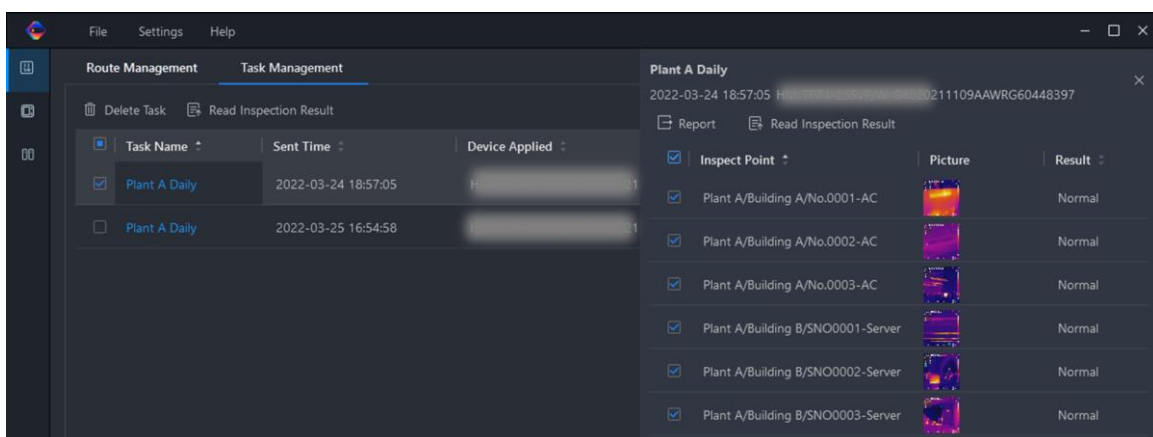 File Settings Help
Route Management Task Management
Delete Task Read Inspection Result
Task Name Sent Time Device Applied
Plant A Daily 2022-03-24 18:57:05
Plant A Daily 2022-03-25 16:54:58
Plant A Daily
2022-03-24 18:57:05 0211109AAWRG60448397
Report Read Inspection Result
Inspect Point Picture Result
Plant A/Building A/No.0001-AC Normal
Plant A/Building A/No.0002-AC Normal
Plant A/Building A/No.0003-AC Normal
Plant A/Building B/SNO0001-Server Normal
Plant A/Building B/SNO0002-Server Normal
Plant A/Building B/SNO0003-Server Normal